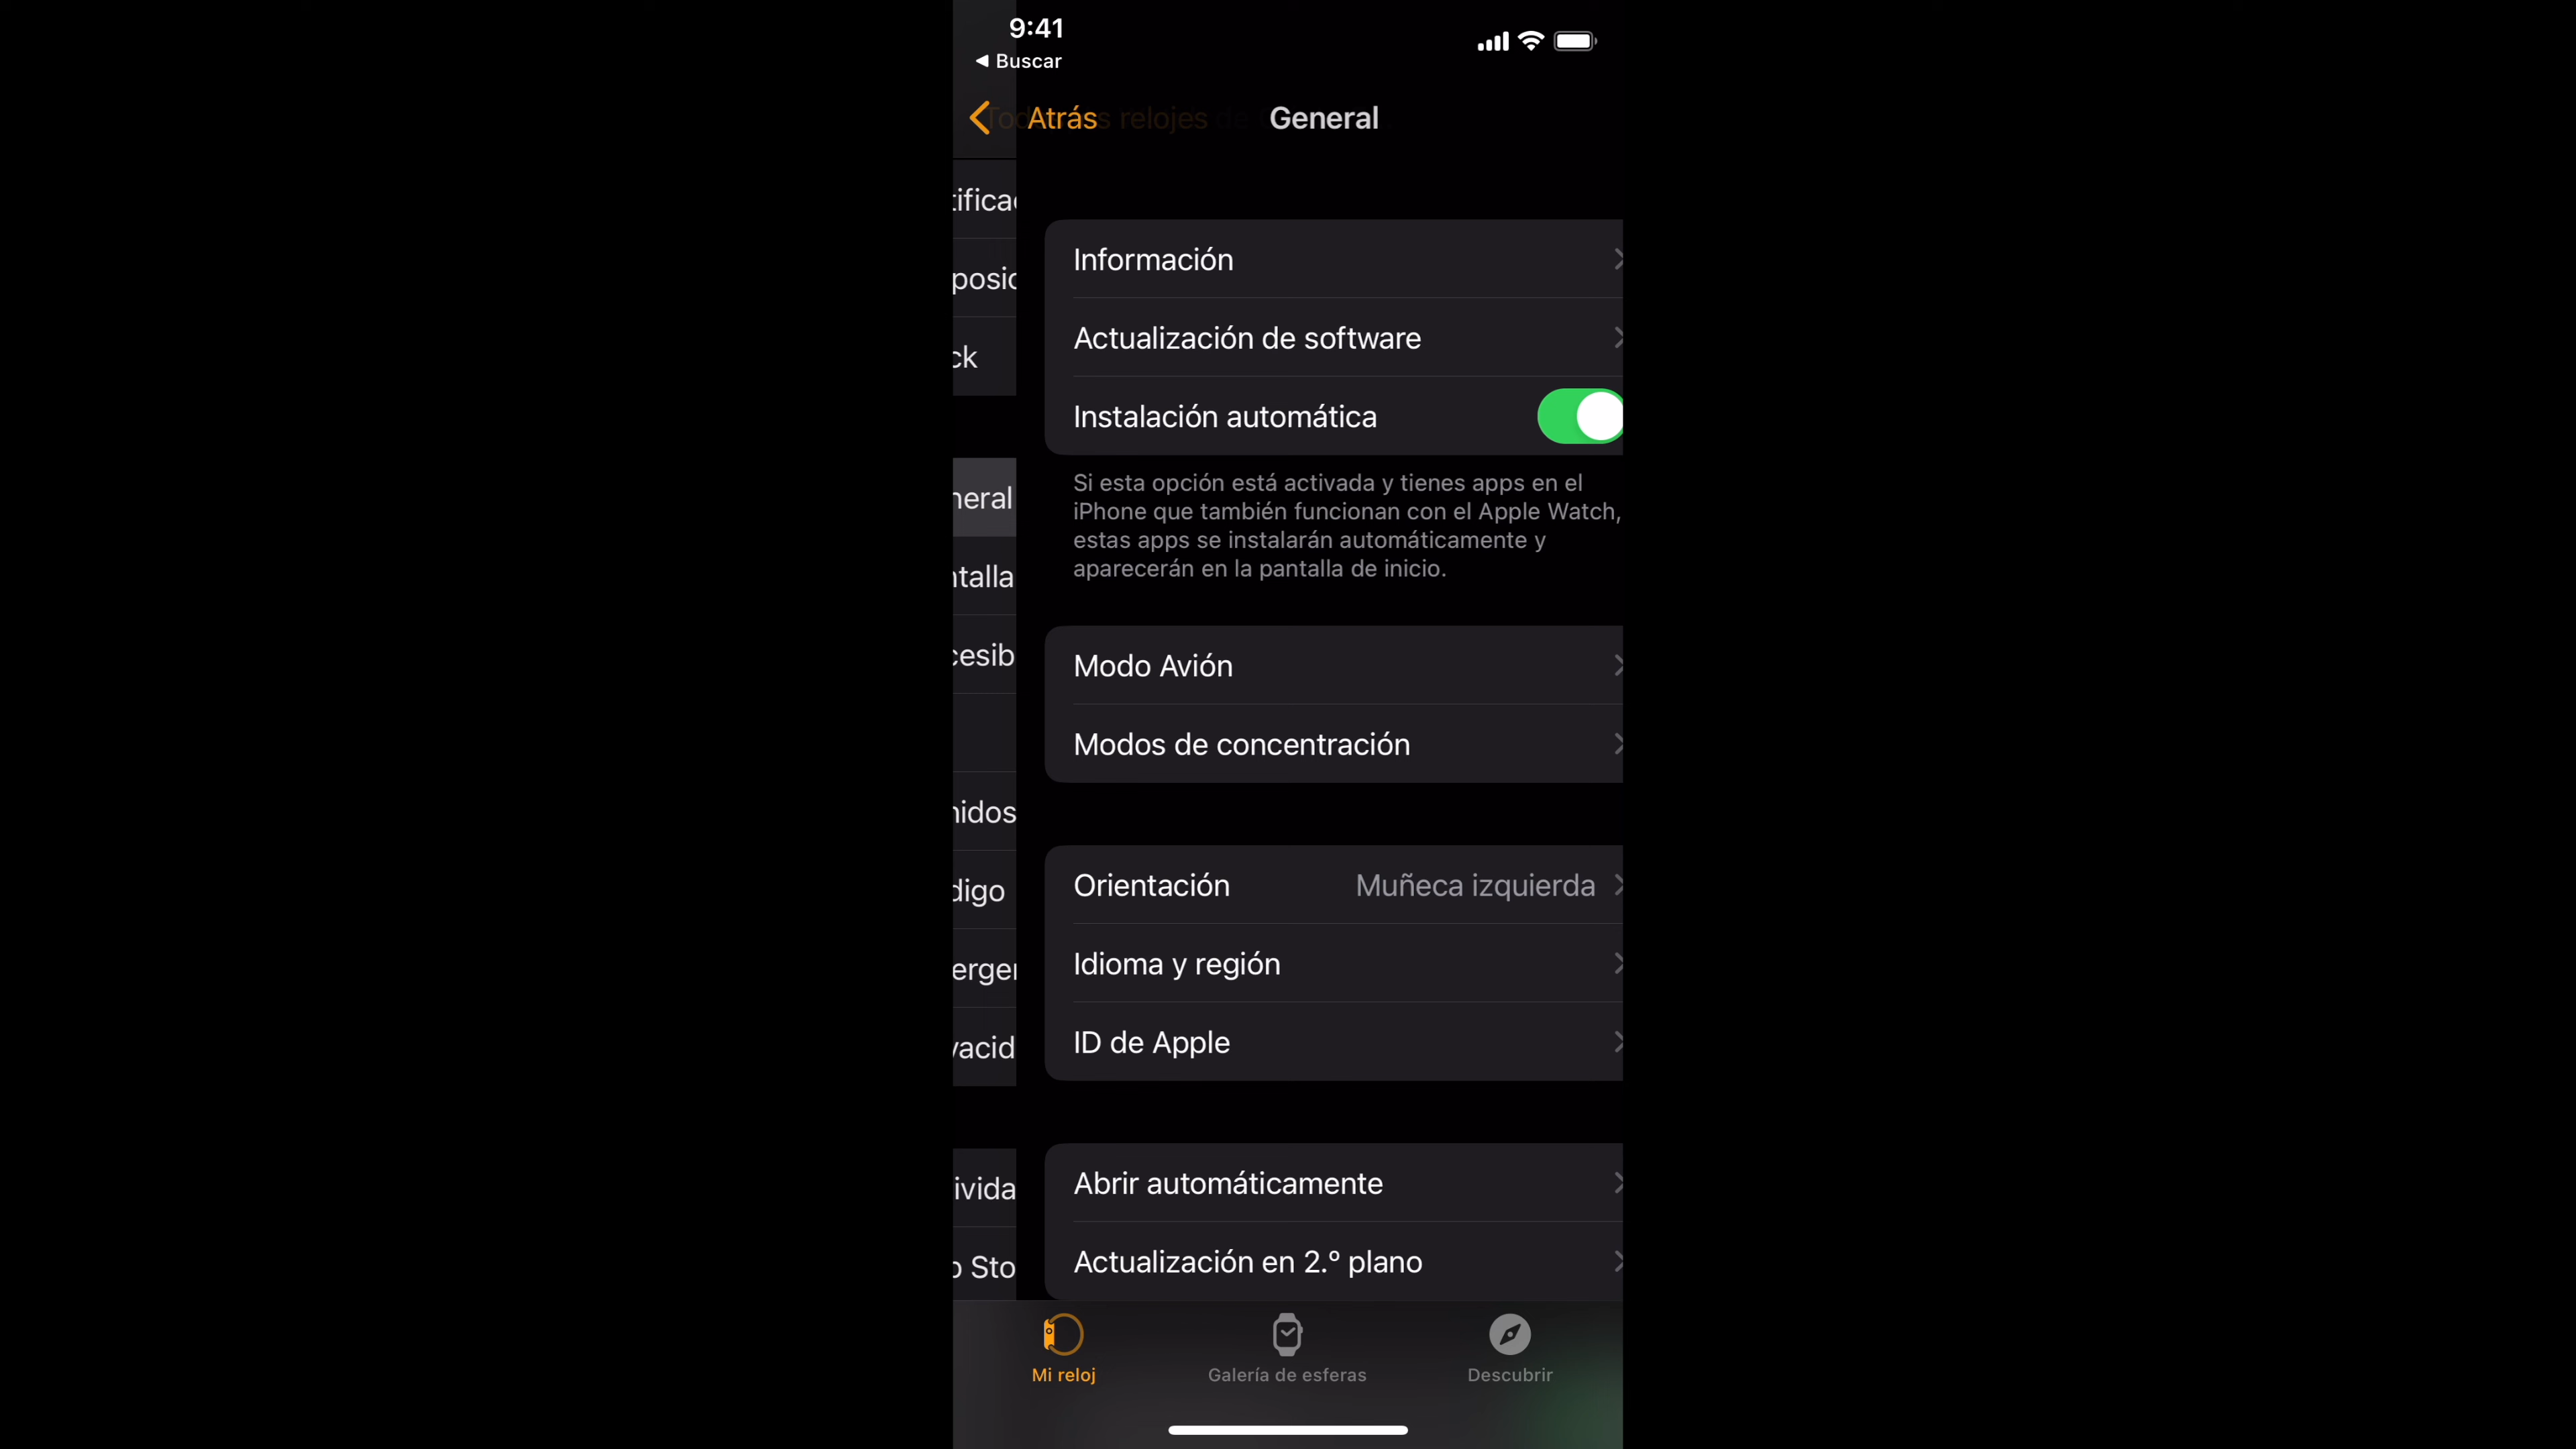 9:41
Buscar
Atrás
General
Información
Actualización de software
Instalación automática
Si esta opción está activada y tienes apps en el
iPhone que también funcionan con el Apple Watch,
estas apps se instalarán automáticamente y
aparecerán en la pantalla de inicio.
Modo Avión
Modos de concentración
Orientación Muñeca izquierda
Idioma y región
ID de Apple
Abrir automáticamente
Actualización en 2.º plano
Mi reloj
Galería de esferas
Descubrir